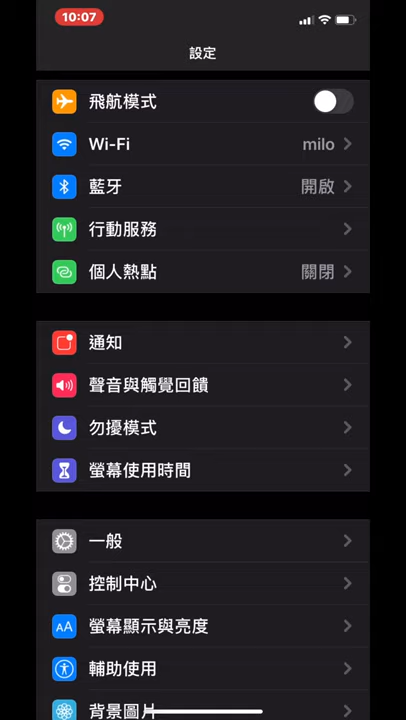 10:07
設定
飛航模式
Wi-Fi milo
藍牙 開啟
行動服務
個人熱點 關閉
通知
聲音與觸覺回饋
勿擾模式
螢幕使用時間
一般
控制中心
AA 螢幕顯示與亮度
輔助使用
背景圖片